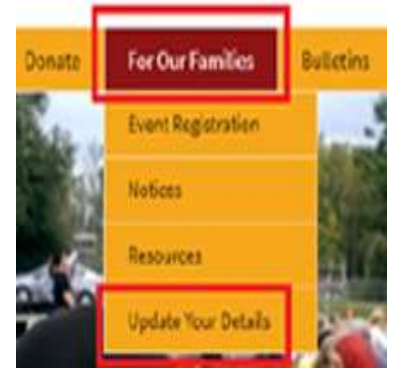 Donate For Our Families Bulletins
Event Registration
Notices
Resources
Update Your Details